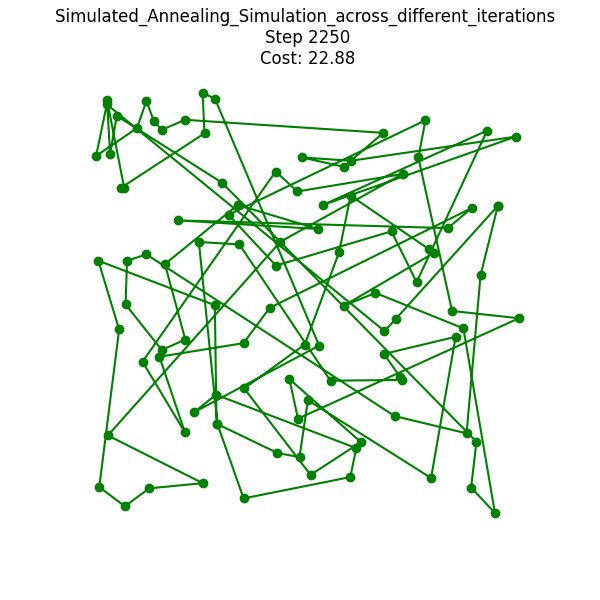 Simulated_Annealing_Simulation_across_different_iterations
Step 2250
Cost: 22.88